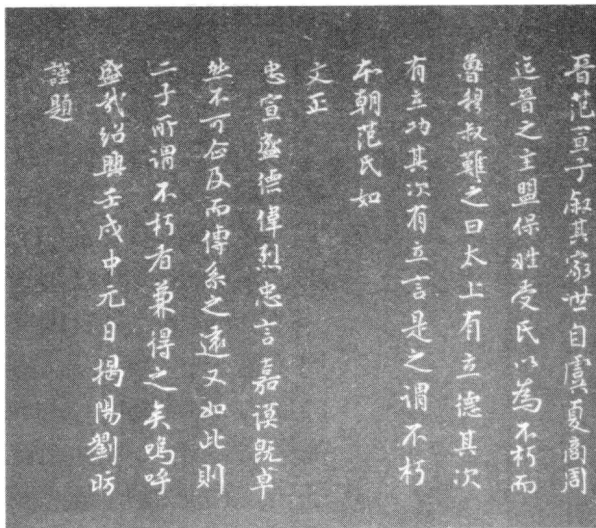 晉范宣子叙其家世自虞夏商周
迄晉之主盟保姓受氏以為不朽而
魯穆叔難之曰太上有立德其次
有立功其次有立言是之謂不朽
本朝范氏如
文正
忠宣盛德偉烈忠言嘉謨既卓
然不可企及而傳系之遠又如此則
二子所謂不朽者兼得之矣嗚呼
盛哉紹興壬戌中元日揭陽劉昉
謹題